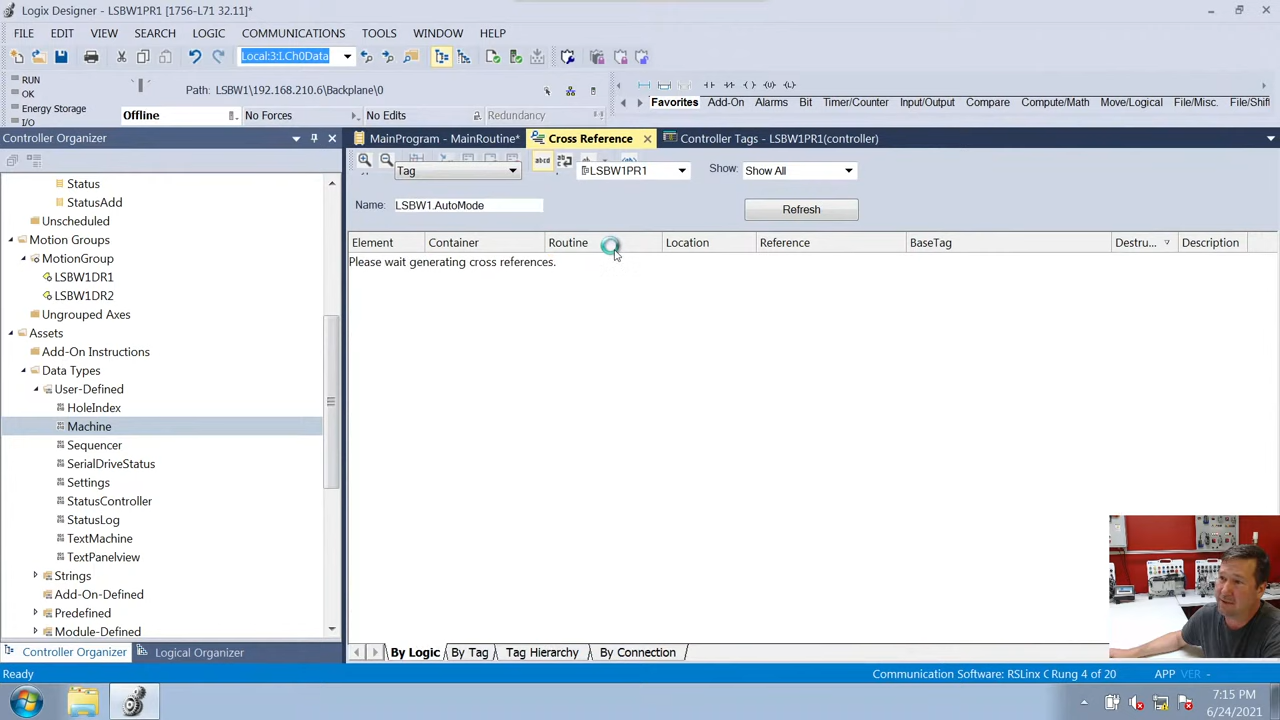 Logix Designer - LSBW1PR1 [1756-L71 32.11]*
FILE EDIT VIEW SEARCH LOGIC COMMUNICATIONS TOOLS WINDOW HELP
Local:3:I.Ch0Data
RUN
OK
Energy Storage
I/O
Path: LSBW1\192.168.210.6\Backplane\0
Offline No Forces No Edits Redundancy
Favorites Add-On Alarms Bit Timer/Counter Input/Output Compare Compute/Math Move/Logical File/Misc. File/Shift
Controller Organizer
MainProgram - MainRoutine* Cross Reference Controller Tags - LSBW1PR1(controller)
Tag LSBW1PR1 Show: Show All
Name: LSBW1.AutoMode Refresh
Element Container Routine Location Reference BaseTag Destru... Description
Please wait generating cross references.
Status
StatusAdd
Unscheduled
Motion Groups
MotionGroup
LSBW1DR1
LSBW1DR2
Ungrouped Axes
Assets
Add-On Instructions
Data Types
User-Defined
HoleIndex
Machine
Sequencer
SerialDriveStatus
Settings
StatusController
StatusLog
TextMachine
TextPanelview
Strings
Add-On-Defined
Predefined
Module-Defined
Controller Organizer Logical Organizer
By Logic By Tag Tag Hierarchy By Connection
Ready Communication Software: RSLinx C Rung 4 of 20 APP VER -
7:15 PM
6/24/2021